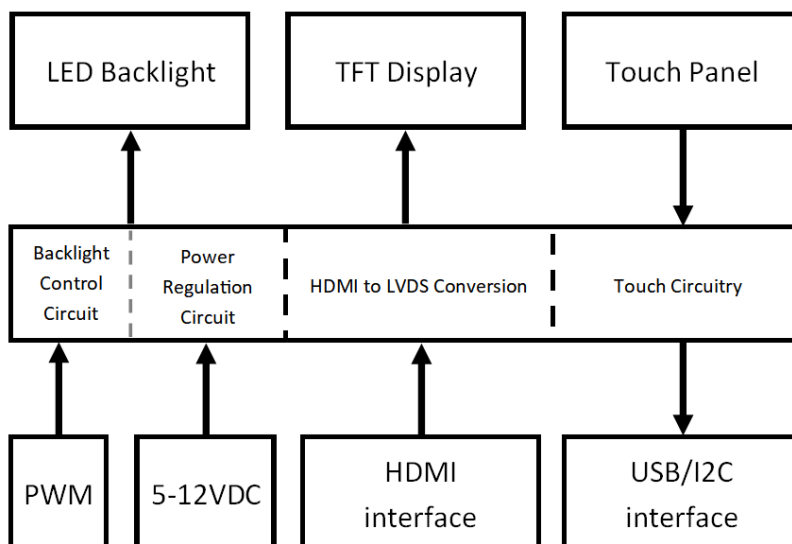 LED Backlight
TFT Display
Touch Panel
Backlight
Control
Circuit
Power
Regulation
Circuit
HDMI to LVDS Conversion
Touch Circuitry
PWM
5-12VDC
HDMI
interface
USB/I2C
interface